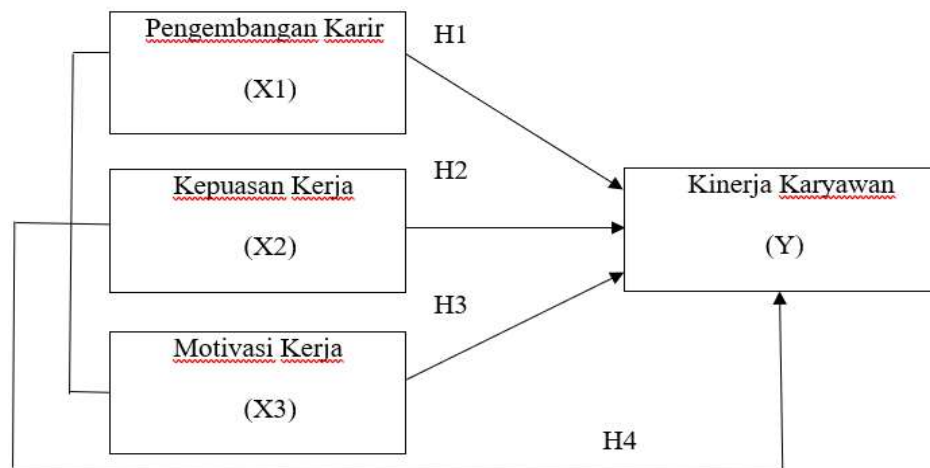 Pengembangan Karir
(X1)
H1
Kepuasan Kerja
(X2)
H2
Kinerja Karyawan
(Y)
Motivasi Kerja
(X3)
H3
H4